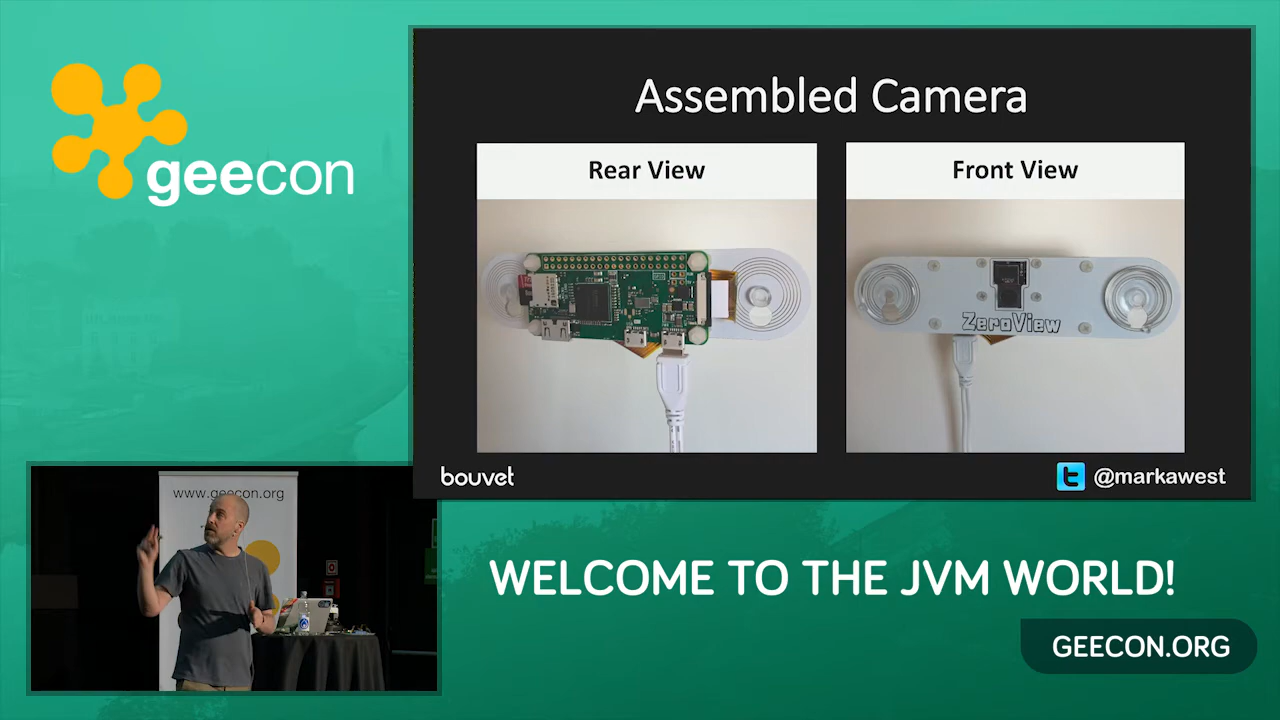 geecon
Assembled Camera
Rear View
Front View
ZeroView
bouvet
@markawest
www.geecon.org
WELCOME TO THE JVM WORLD!
GEECON.ORG